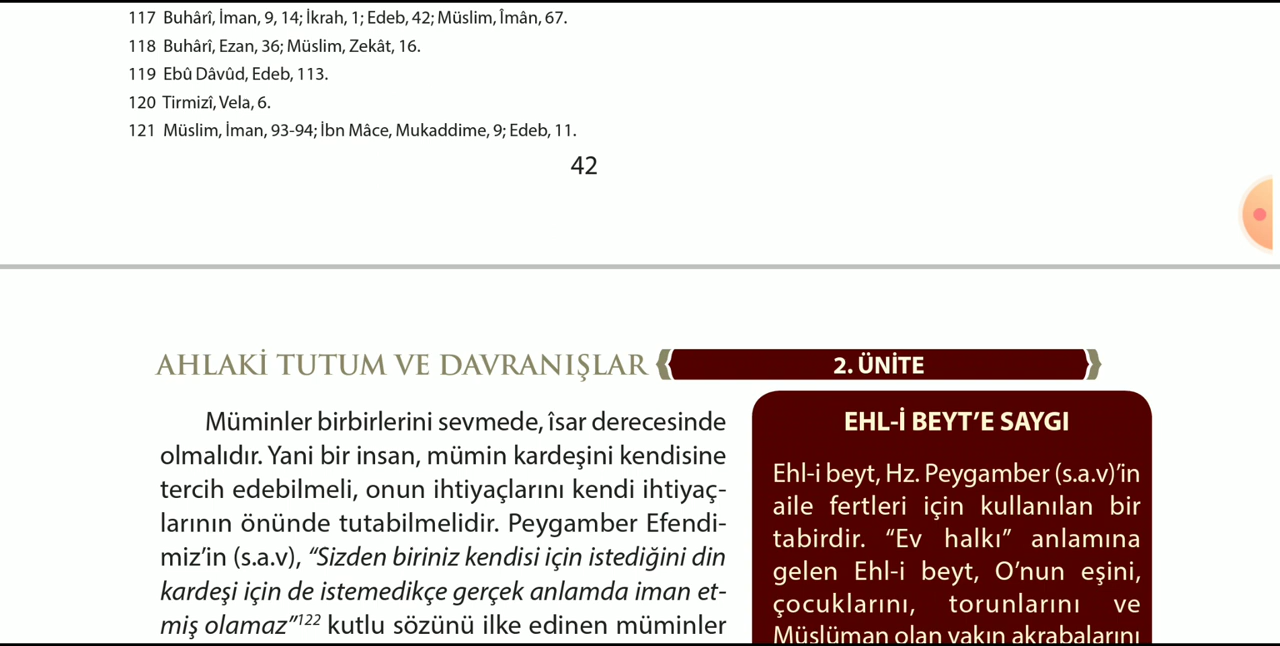 117 Buhârî, İman, 9, 14; İkrah, 1; Edeb, 42; Müslim, Îmân, 67.
118 Buhârî, Ezan, 36; Müslim, Zekât, 16.
119 Ebû Dâvûd, Edeb, 113.
120 Tirmizî, Vela, 6.
121 Müslim, İman, 93-94; İbn Mâce, Mukaddime, 9; Edeb, 11.
42
AHLAKİ TUTUM VE DAVRANIŞLAR
2. ÜNİTE
Müminler birbirlerini sevmede, îsar derecesinde
olmalıdır. Yani bir insan, mümin kardeşini kendisine
tercih edebilmeli, onun ihtiyaçlarını kendi ihtiyaç-
larının önünde tutabilmelidir. Peygamber Efendi-
miz’in (s.a.v), “Sizden biriniz kendisi için istediğini din
kardeşi için de istemedikçe gerçek anlamda iman et-
miş olamaz”122 kutlu sözünü ilke edinen müminler
EHL-İ BEYT’E SAYGI
Ehl-i beyt, Hz. Peygamber (s.a.v)’in
aile fertleri için kullanılan bir
tabirdir. “Ev halkı” anlamına
gelen Ehl-i beyt, O’nun eşini,
çocuklarını, torunlarını ve
Müslüman olan yakın akrabalarını